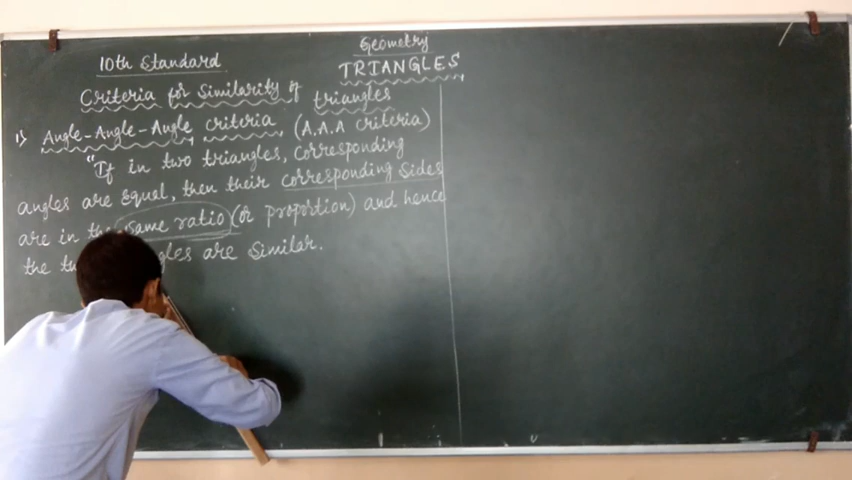 Geometry
10th Standard
TRIANGLES
Criteria for Similarity of triangles
1) Angle-Angle-Angle criteria (A.A.A criteria)
"If in two triangles, corresponding
angles are Equal, then their corresponding Sides
are in the same ratio (or proportion) and hence
the are Similar.